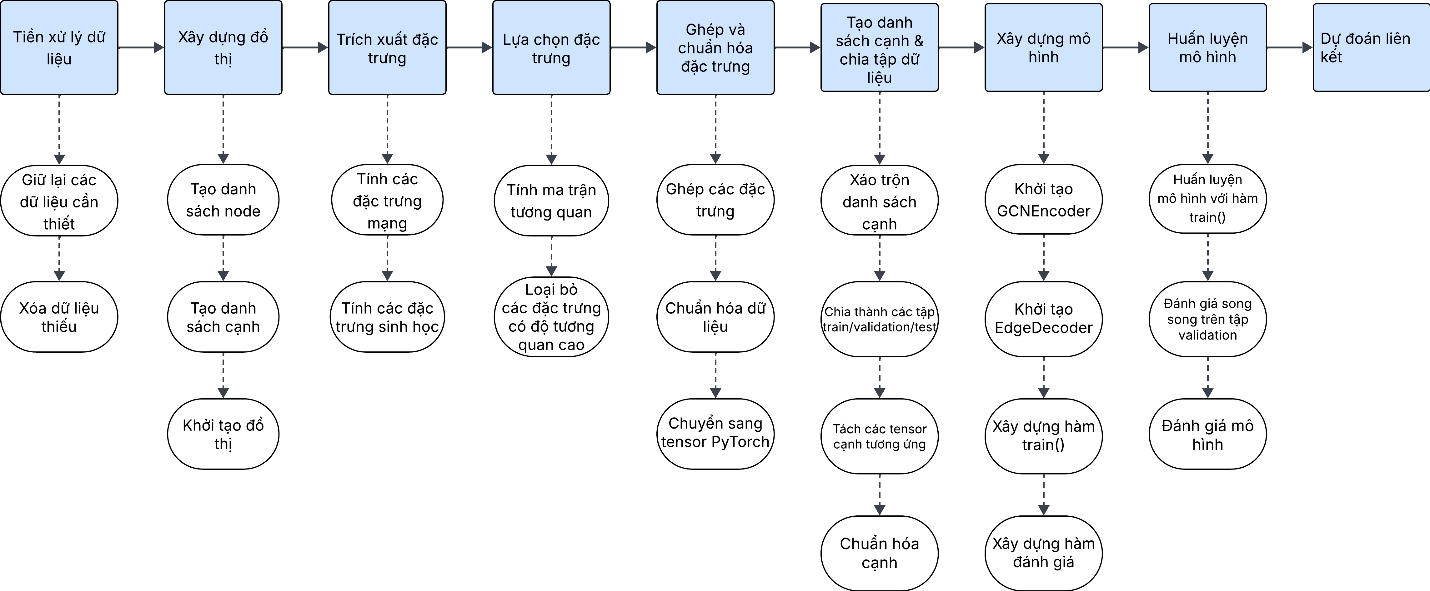 Tiền xử lý dữ
liệu
Xây dựng đồ
thị
Trích xuất đặc
trưng
Lựa chọn đặc
trưng
Ghép và
chuẩn hóa
đặc trưng
Tạo danh
sách cạnh &
chia tập dữ
liệu
Xây dựng mô
hình
Huấn luyện
mô hình
Dự đoán liên
kết
Giữ lại các
dữ liệu cần
thiết
Xóa dữ liệu
thiếu
Tạo danh
sách node
Tạo danh
sách cạnh
Khởi tạo đồ
thị
Tính các
đặc trưng
mạng
Tính các đặc
trưng sinh học
Tính ma trận
tương quan
Loại bỏ
các đặc trưng
có độ tương
quan cao
Ghép các đặc
trưng
Chuẩn hóa dữ
liệu
Chuyển sang
tensor PyTorch
Xáo trộn
danh sách
cạnh
Chia thành các tập
train/validation/test
Tách các tensor
cạnh tương ứng
Chuẩn hóa
cạnh
Khởi tạo
GCNEncoder
Khởi tạo
EdgeDecoder
Xây dựng hàm
train()
Xây dựng hàm
đánh giá
Huấn luyện
mô hình với hàm
train()
Đánh giá song
song trên tập
validation
Đánh giá mô
hình